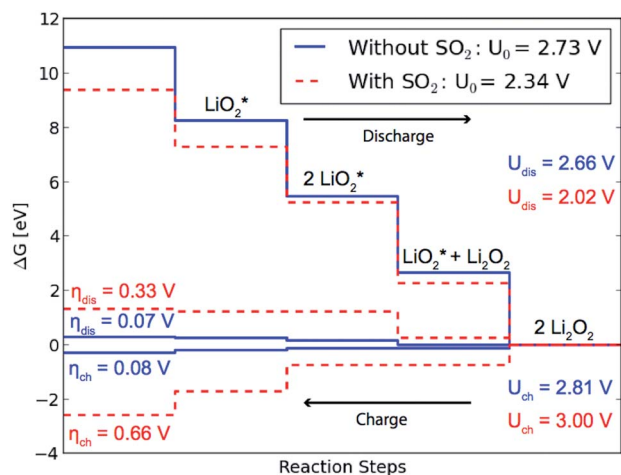 12
10
8
6
4
2
0
−2
−4
ΔG [eV]
Without SO₂: U₀ = 2.73 V
With SO₂: U₀ = 2.34 V
LiO₂*
Discharge
2 LiO₂*
U_dis = 2.66 V
U_dis = 2.02 V
LiO₂* + Li₂O₂
η_dis = 0.33 V
η_dis = 0.07 V
2 Li₂O₂
η_ch = 0.08 V
U_ch = 2.81 V
Charge
η_ch = 0.66 V
U_ch = 3.00 V
Reaction Steps